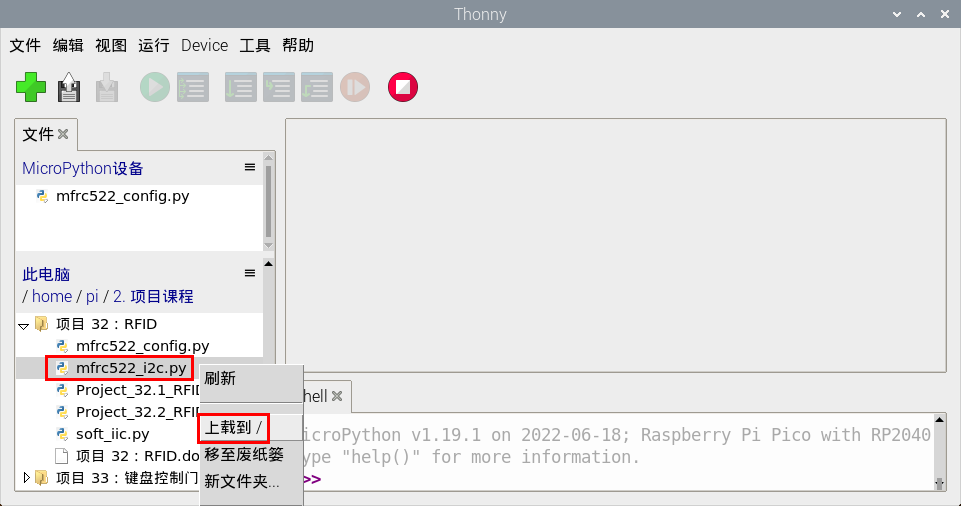 Thonny
文件 编辑 视图 运行 Device 工具 帮助
文件
MicroPython设备
mfrc522_config.py
此电脑
/ home / pi / 2. 项目课程
项目 32：RFID
mfrc522_config.py
mfrc522_i2c.py
Project_32.1_RFI
Project_32.2_RFI
soft_iic.py
项目 32：RFID.do
项目 33：键盘控制门
刷新
上载到 /
移至废纸篓
新文件夹...
hell
icroPython v1.19.1 on 2022-06-18; Raspberry Pi Pico with RP2040
ype "help()" for more information.
>>